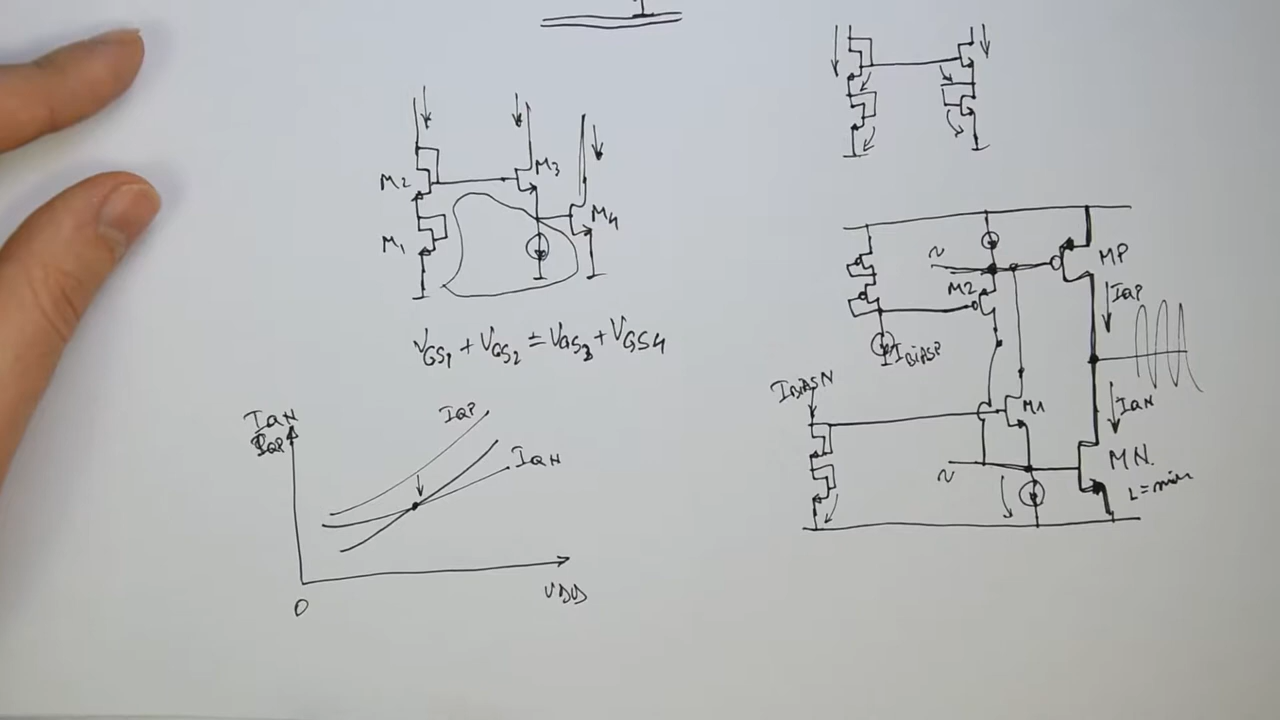 M2
M3
M1
M4
VGS1 + VGS2 = VGS3 + VGS4
IQN
IQP
IQP
IQN
0
VDD
~
MP
M2
IQP
IBIASP
IBIASN
M1
IQN
~
MN.
L=min